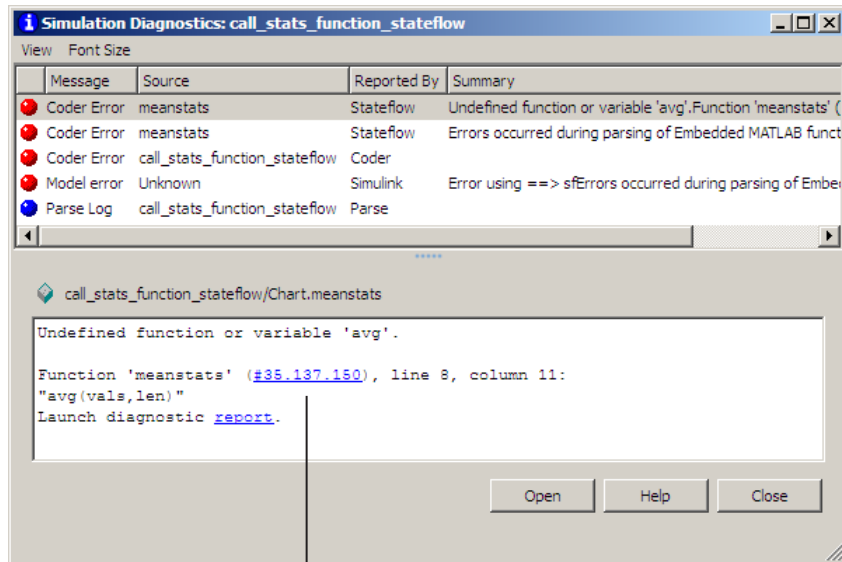 Simulation Diagnostics: call_stats_function_stateflow
View Font Size
Message Source Reported By Summary
Coder Error meanstats Stateflow Undefined function or variable 'avg'.Function 'meanstats' (
Coder Error meanstats Stateflow Errors occurred during parsing of Embedded MATLAB funct
Coder Error call_stats_function_stateflow Coder
Model error Unknown Simulink Error using ==> sfErrors occurred during parsing of Embe
Parse Log call_stats_function_stateflow Parse
call_stats_function_stateflow/Chart.meanstats
Undefined function or variable 'avg'.
Function 'meanstats' (#35.137.150), line 8, column 11:
"avg(vals,len)"
Launch diagnostic report.
Open Help Close